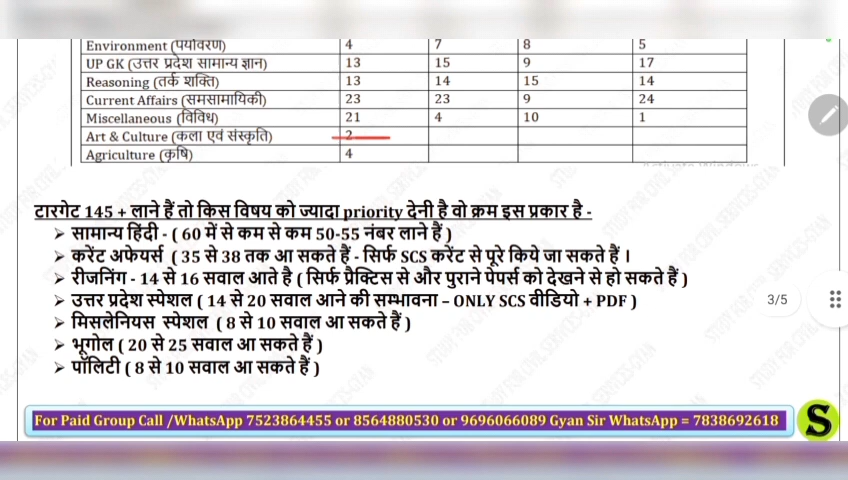 Environment (पर्यावरण) 4 7 8 5
UP GK (उत्तर प्रदेश सामान्य ज्ञान) 13 15 9 17
Reasoning (तर्क शक्ति) 13 14 15 14
Current Affairs (समसामायिकी) 23 23 9 24
Miscellaneous (विविध) 21 4 10 1
Art & Culture (कला एवं संस्कृति) 2
Agriculture (कृषि) 4
टारगेट 145 + लाने हैं तो किस विषय को ज्यादा priority देनी है वो क्रम इस प्रकार है -
➢ सामान्य हिंदी - ( 60 में से कम से कम 50-55 नंबर लाने हैं )
➢ करेंट अफेयर्स ( 35 से 38 तक आ सकते हैं - सिर्फ SCS करेंट से पूरे किये जा सकते हैं ।
➢ रीजनिंग - 14 से 16 सवाल आते है ( सिर्फ प्रैक्टिस से और पुराने पेपर्स को देखने से हो सकते हैं )
➢ उत्तर प्रदेश स्पेशल ( 14 से 20 सवाल आने की सम्भावना – ONLY SCS वीडियो + PDF )
3/5
➢ मिसलेनियस स्पेशल ( 8 से 10 सवाल आ सकते हैं )
➢ भूगोल ( 20 से 25 सवाल आ सकते हैं )
➢ पॉलिटी ( 8 से 10 सवाल आ सकते हैं )
For Paid Group Call /WhatsApp 7523864455 or 8564880530 or 9696066089 Gyan Sir WhatsApp = 7838692618
S